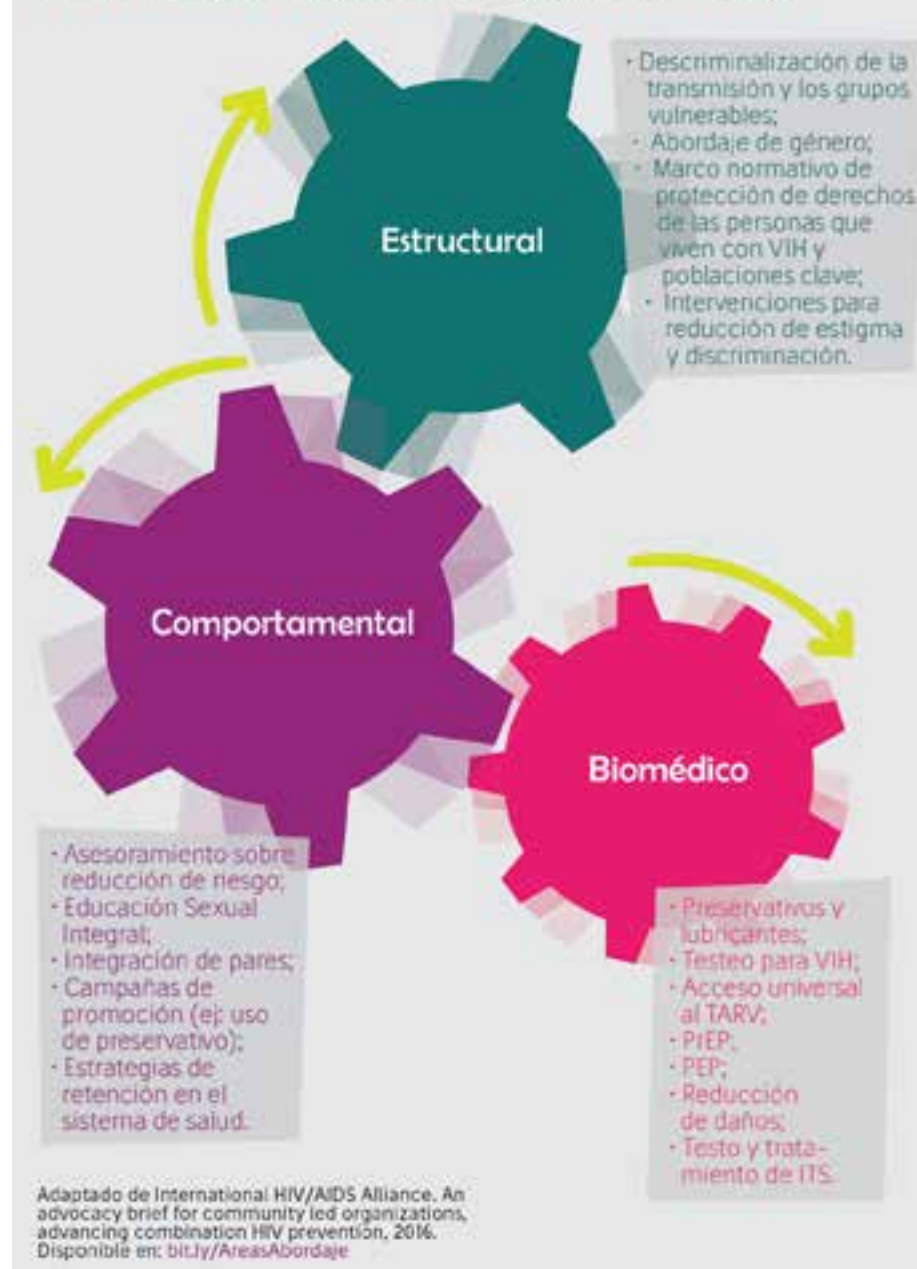 Estructural
· Descriminalización de la
transmisión y los grupos
vulnerables;
· Abordaje de género;
· Marco normativo de
protección de derechos
de las personas que
viven con VIH y
poblaciones clave;
· Intervenciones para
reducción de estigma
y discriminación.
Comportamental
· Asesoramiento sobre
reducción de riesgo;
· Educación Sexual
Integral;
· Integración de pares;
· Campañas de
promoción (ej: uso
de preservativo);
· Estrategias de
retención en el
sistema de salud.
Biomédico
· Preservativos y
lubricantes;
· Testeo para VIH;
· Acceso universal
al TARV;
· PrEP;
· PEP;
· Reducción
de daños;
· Testo y trata-
miento de ITS.
Adaptado de International HIV/AIDS Alliance. An
advocacy brief for community led organizations,
advancing combination HIV prevention, 2016.
Disponible en: bit.ly/AreasAbordaje